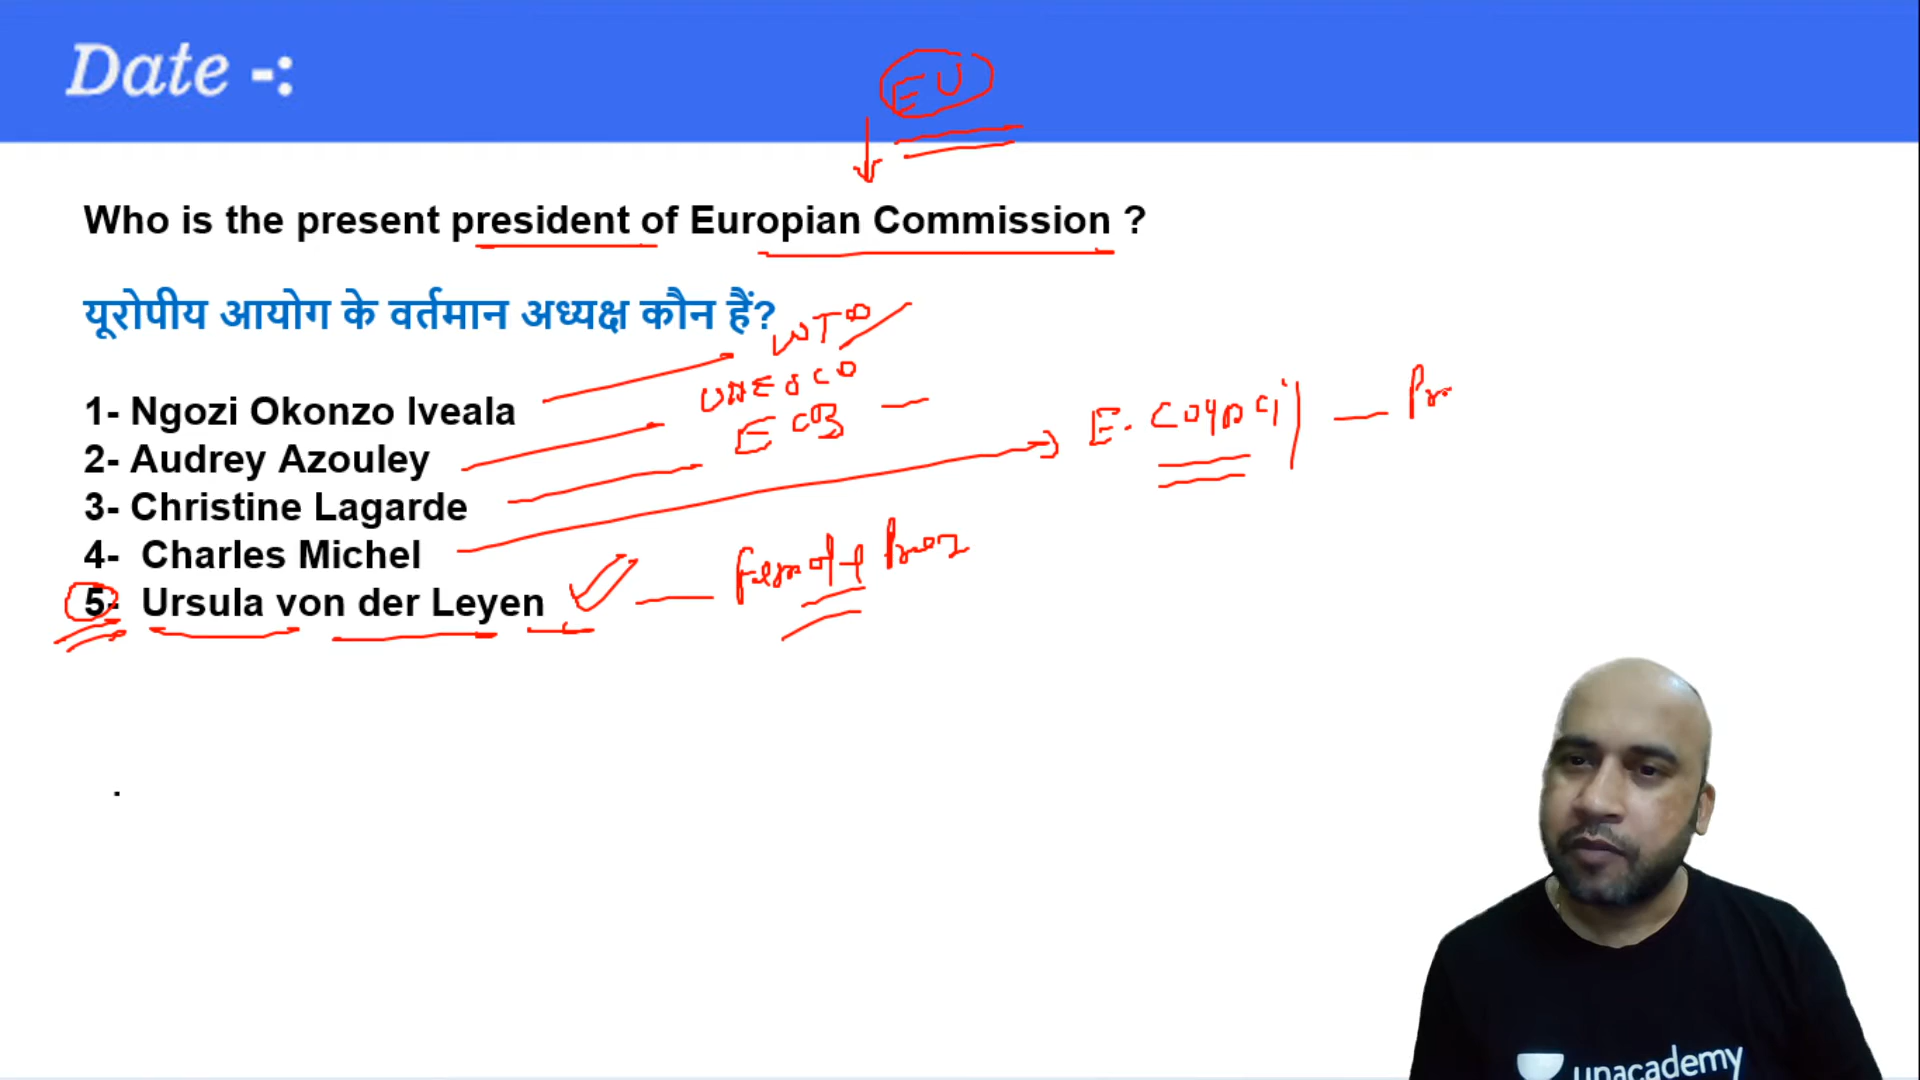 Date -:
EU
Who is the present president of Europian Commission ?
यूरोपीय आयोग के वर्तमान अध्यक्ष कौन हैं?
WTO
UNESCO
ECB
E. Council — Pr
1- Ngozi Okonzo Iveala
2- Audrey Azouley
3- Christine Lagarde
4- Charles Michel
5- Ursula von der Leyen
unacademy